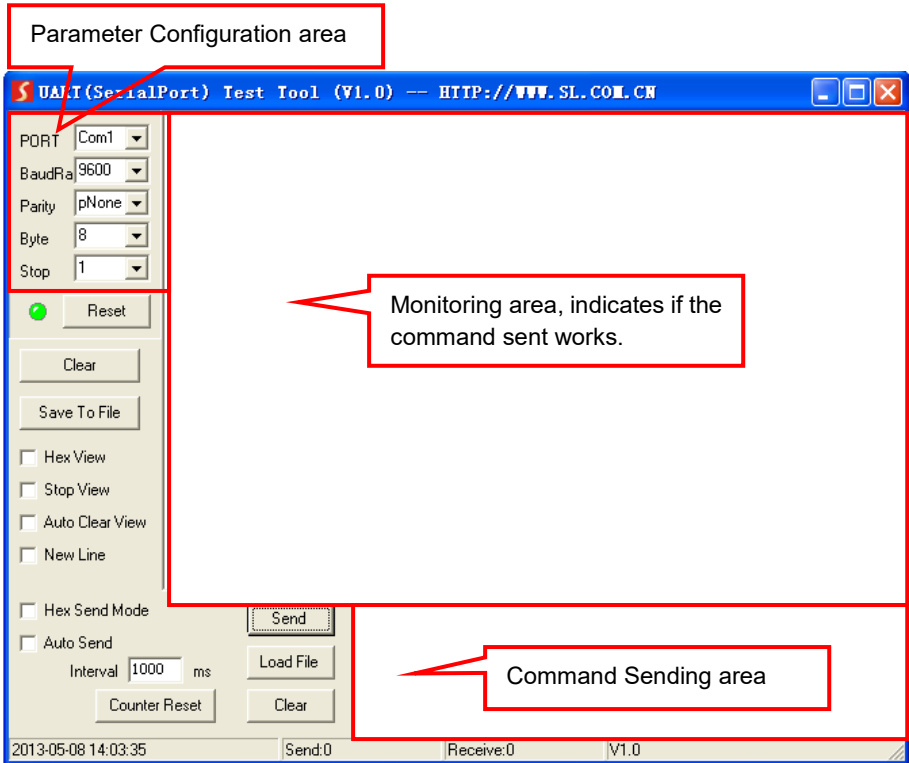 Parameter Configuration area
UART(SerialPort) Test Tool (V1.0) -- HTTP://WWW.SL.COM.CN
PORT Com1
BaudRa 9600
Parity pNone
Byte 8
Stop 1
Reset
Monitoring area, indicates if the
command sent works.
Clear
Save To File
Hex View
Stop View
Auto Clear View
New Line
Hex Send Mode
Send
Auto Send
Interval 1000 ms
Load File
Command Sending area
Counter Reset
Clear
2013-05-08 14:03:35 Send:0 Receive:0 V1.0